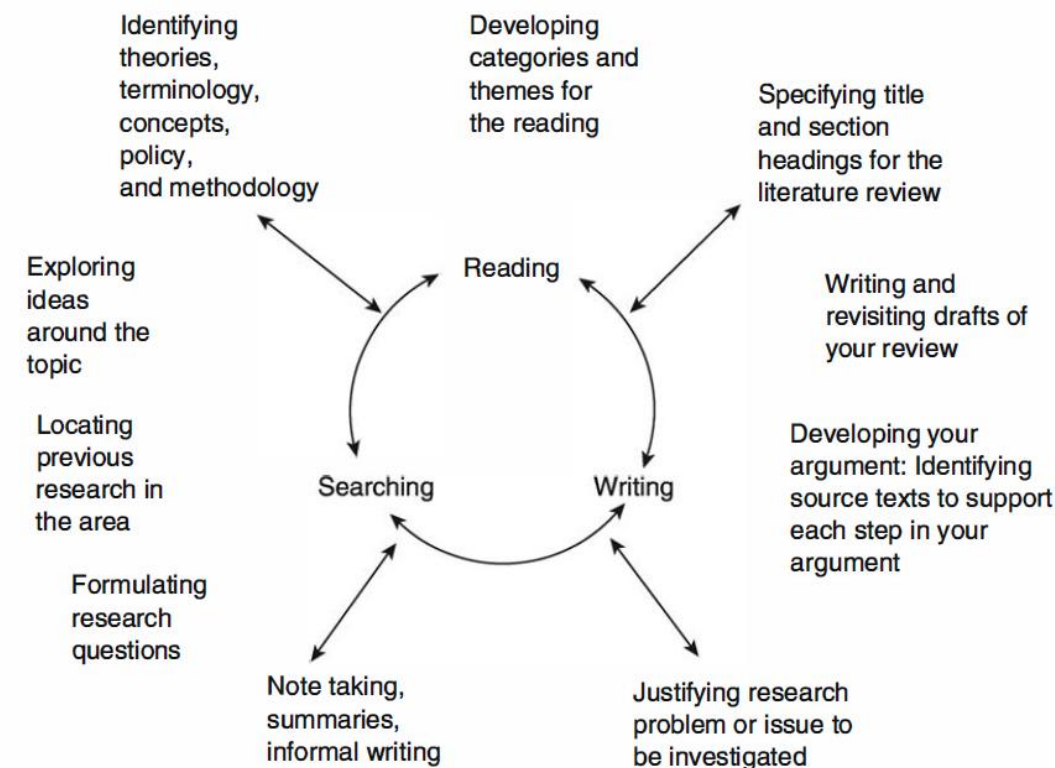 Identifying
theories,
terminology,
concepts,
policy,
and methodology
Developing
categories and
themes for
the reading
Specifying title
and section
headings for the
literature review
Exploring
ideas
around the
topic
Reading
Writing and
revisiting drafts of
your review
Locating
previous
research in
the area
Searching
Writing
Developing your
argument: Identifying
source texts to support
each step in your
argument
Formulating
research
questions
Note taking,
summaries,
informal writing
Justifying research
problem or issue to
be investigated